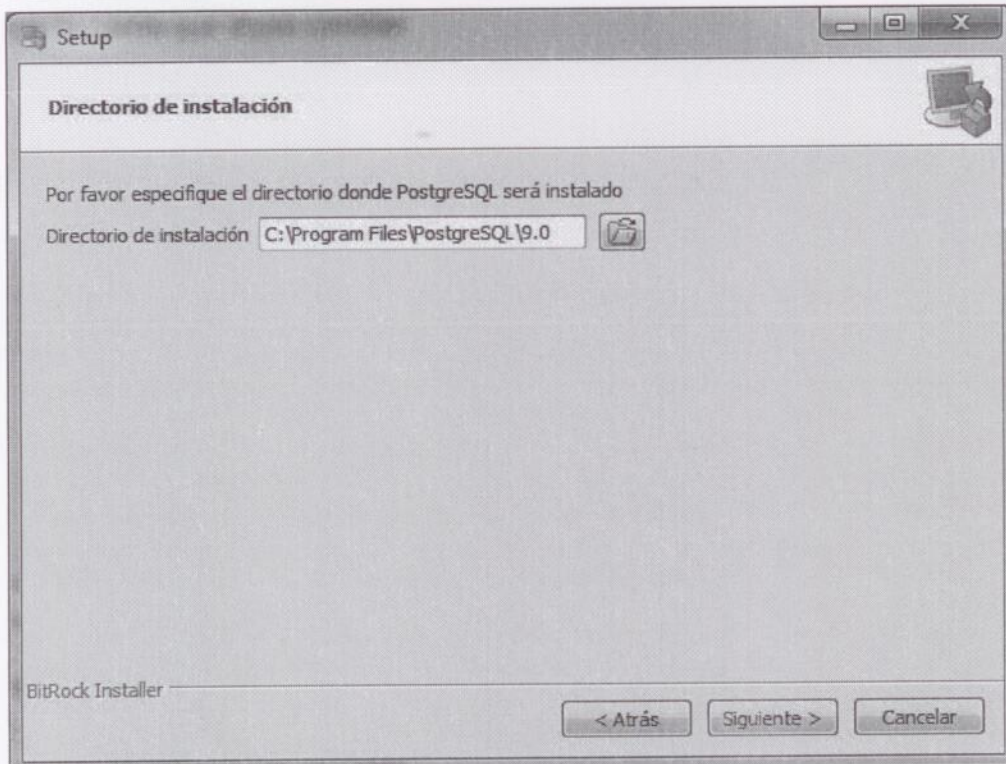 Setup
Directorio de instalación
Por favor especifique el directorio donde PostgreSQL será instalado
Directorio de instalación C:\Program Files\PostgreSQL\9.0
BitRock Installer
< Atrás Siguiente > Cancelar